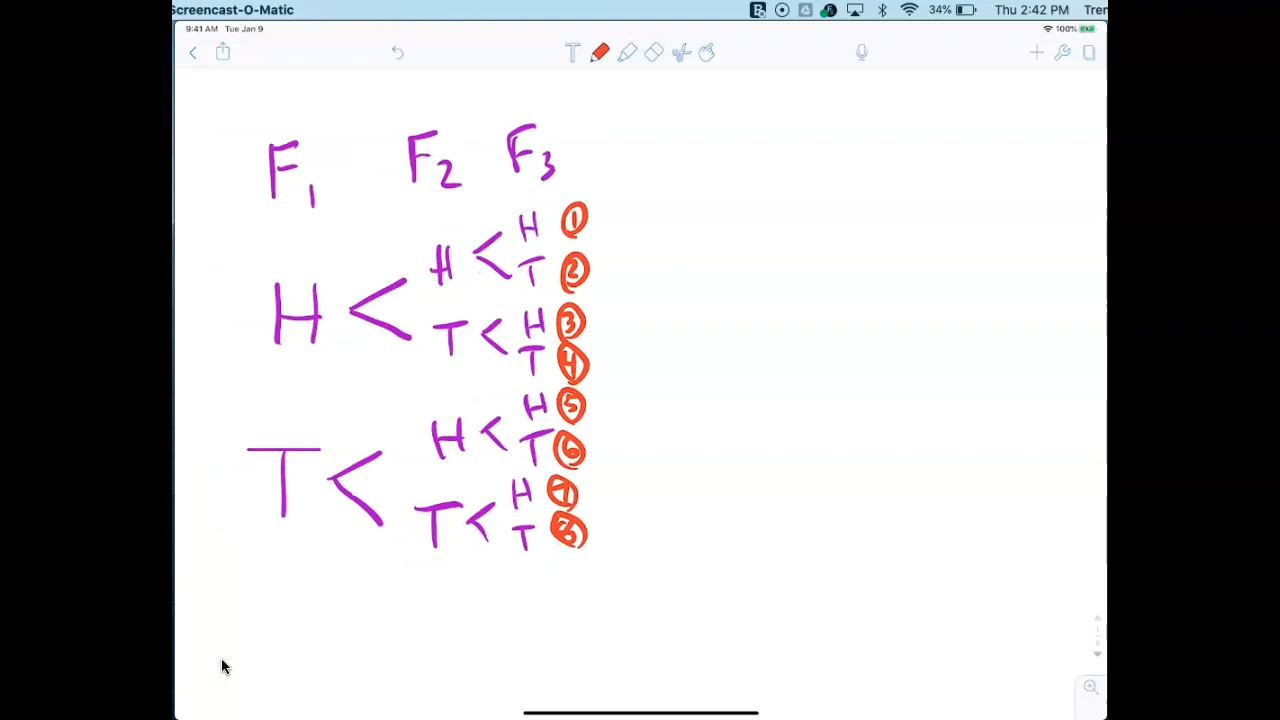 Screencast-O-Matic 34% Thu 2:42 PM Tren
9:41 AM Tue Jan 9 100%
F1 F2 F3
H 1
H < T 2
H < T < H 3
T 4
H 5
H < T 6
T < H 7
T < T 8